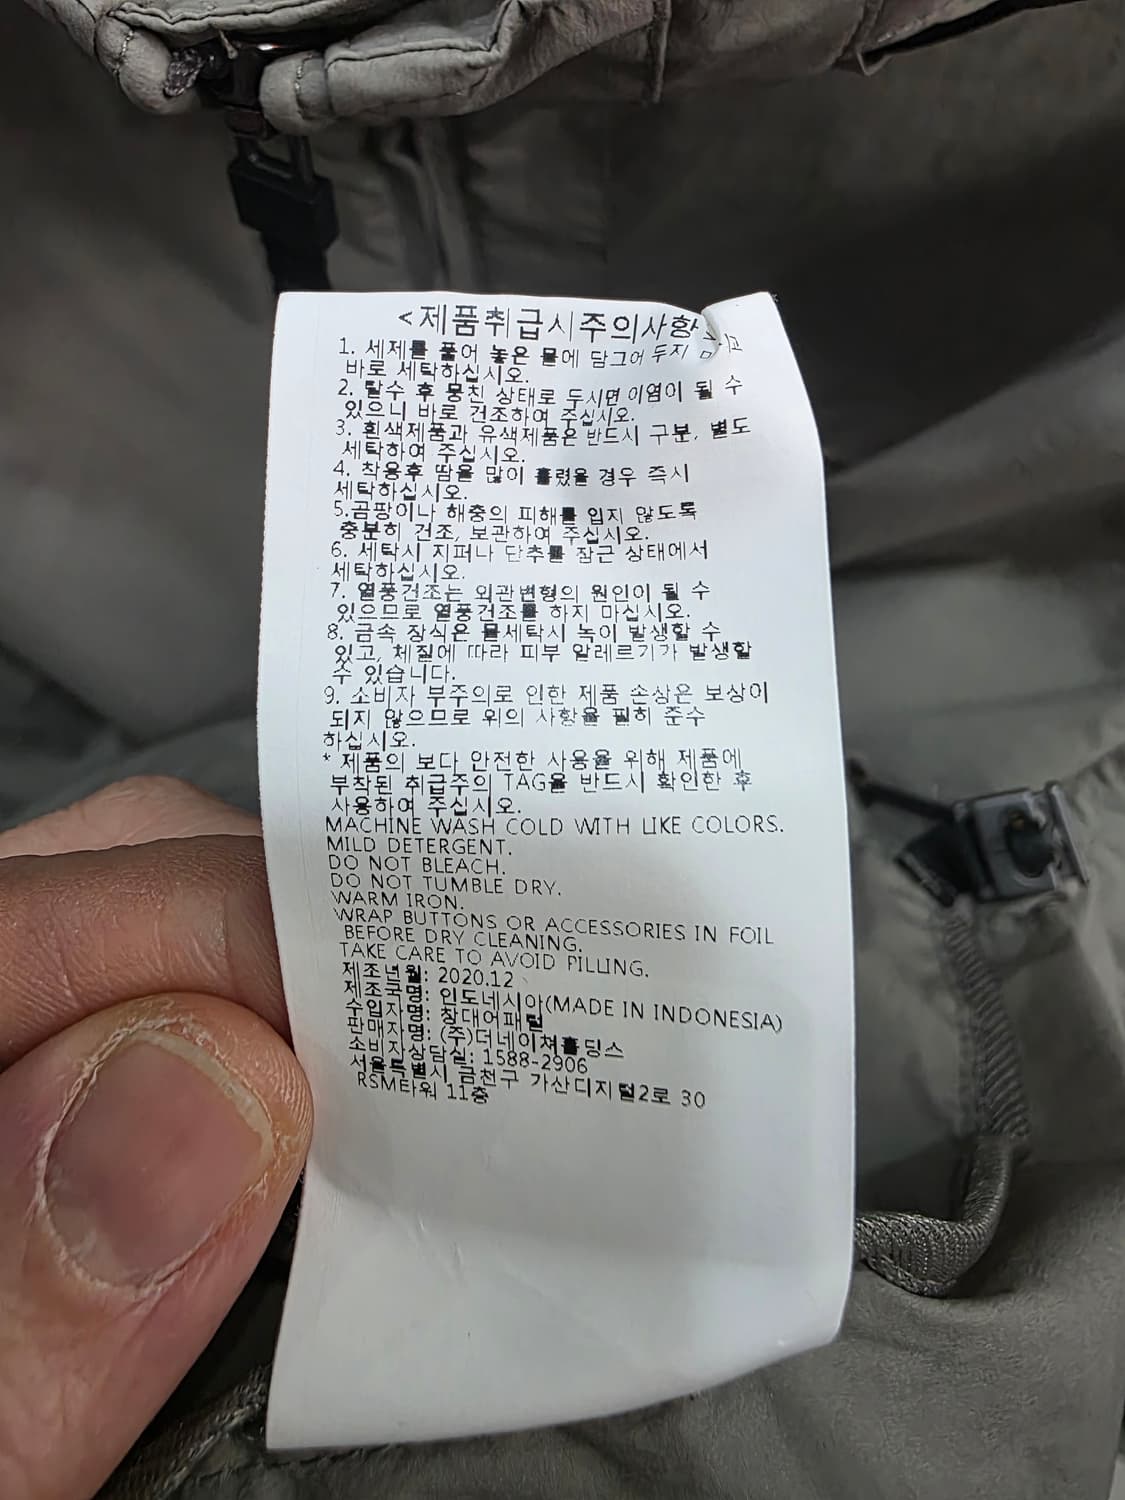 <제품취급시주의사항
1. 세제를 풀어 놓은 물에 담그어 두지
바로 세탁하십시오.
2. 탈수 후 뭉친 상태로 두시면 이염이 될 수
있으니 바로 건조하여 주십시오.
3. 흰색제품과 유색제품은 반드시 구분, 별도
세탁하여 주십시오.
4. 착용후 땀을 많이 흘렸을 경우 즉시
세탁하십시오.
5.곰팡이나 해충의 피해를 입지 않도록
충분히 건조, 보관하여 주십시오.
6. 세탁시 지퍼나 단추를 잠근 상태에서
세탁하십시오.
7. 열풍건조는 외관변형의 원인이 될 수
있으므로 열풍건조를 하지 마십시오.
8. 금속 장식은 물세탁시 녹이 발생할 수
있고, 체질에 따라 피부 알레르기가 발생할
수 있습니다.
9. 소비자 부주의로 인한 제품 손상은 보상이
되지 않으므로 위의 사항을 필히 준수
하십시오.
* 제품의 보다 안전한 사용을 위해 제품에
부착된 취급주의 TAG을 반드시 확인한 후
사용하여 주십시오.
MACHINE WASH COLD WITH LIKE COLORS.
MILD DETERGENT.
DO NOT BLEACH.
DO NOT TUMBLE DRY.
WARM IRON.
WRAP BUTTONS OR ACCESSORIES IN FOIL
BEFORE DRY CLEANING.
TAKE CARE TO AVOID PILLING.
제조년월: 2020.12
제조국명: 인도네시아(MADE IN INDONESIA)
수입자명: 창대어패럴
판매자명: (주)더네이쳐홀딩스
소비자상담실: 1588-2906
서울특별시 금천구 가산디지털2로 30
RSM타워 11층